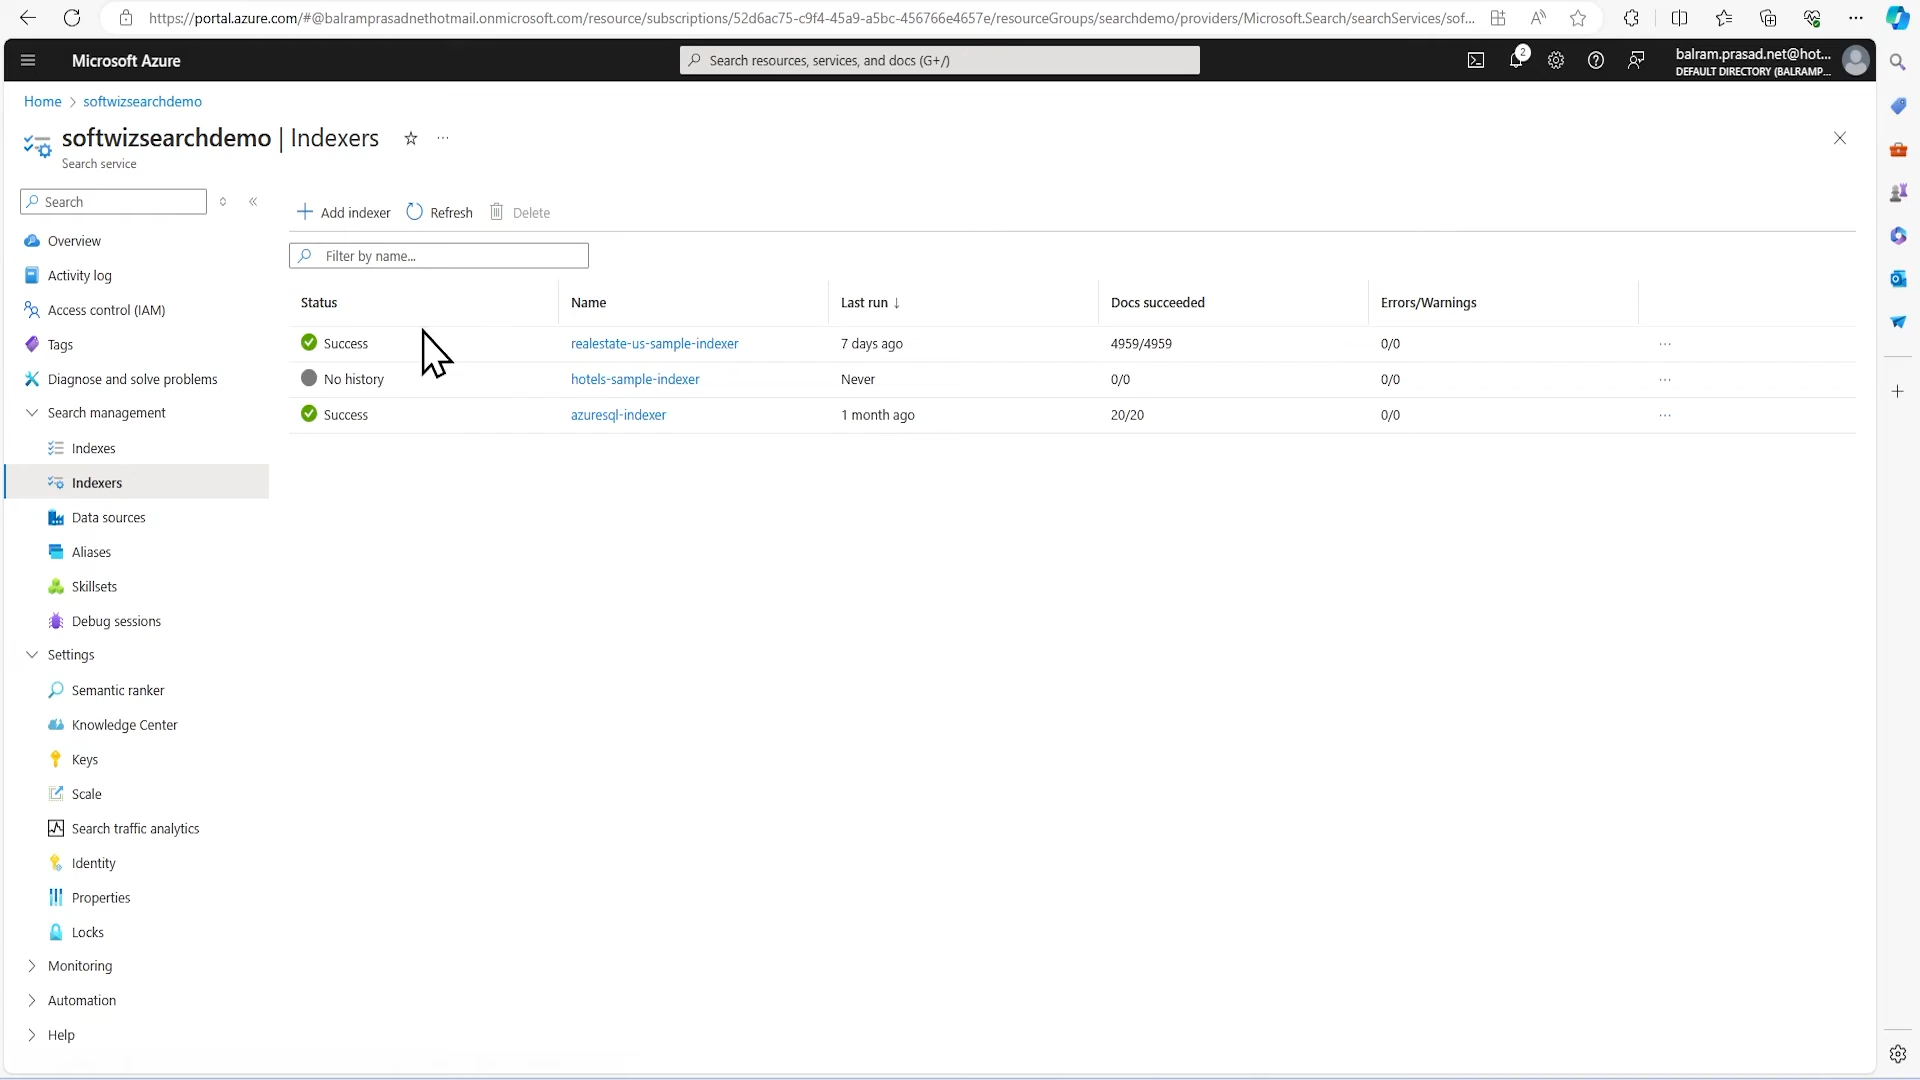 https://portal.azure.com/#@balramprasadnethotmail.onmicrosoft.com/resource/subscriptions/52d6ac75-c9f4-45a9-a5bc-456766e4657e/resourceGroups/searchdemo/providers/Microsoft.Search/searchServices/sof...
Microsoft Azure
Search resources, services, and docs (G+/)
2
balram.prasad.net@hot...
DEFAULT DIRECTORY (BALRAMP...
Home > softwizsearchdemo
softwizsearchdemo | Indexers
Search service
Search
Add indexer Refresh Delete
Filter by name...
Status Name Last run ↓ Docs succeeded Errors/Warnings
Success realestate-us-sample-indexer 7 days ago 4959/4959 0/0
No history hotels-sample-indexer Never 0/0 0/0
Success azuresql-indexer 1 month ago 20/20 0/0
Overview
Activity log
Access control (IAM)
Tags
Diagnose and solve problems
Search management
Indexes
Indexers
Data sources
Aliases
Skillsets
Debug sessions
Settings
Semantic ranker
Knowledge Center
Keys
Scale
Search traffic analytics
Identity
Properties
Locks
Monitoring
Automation
Help